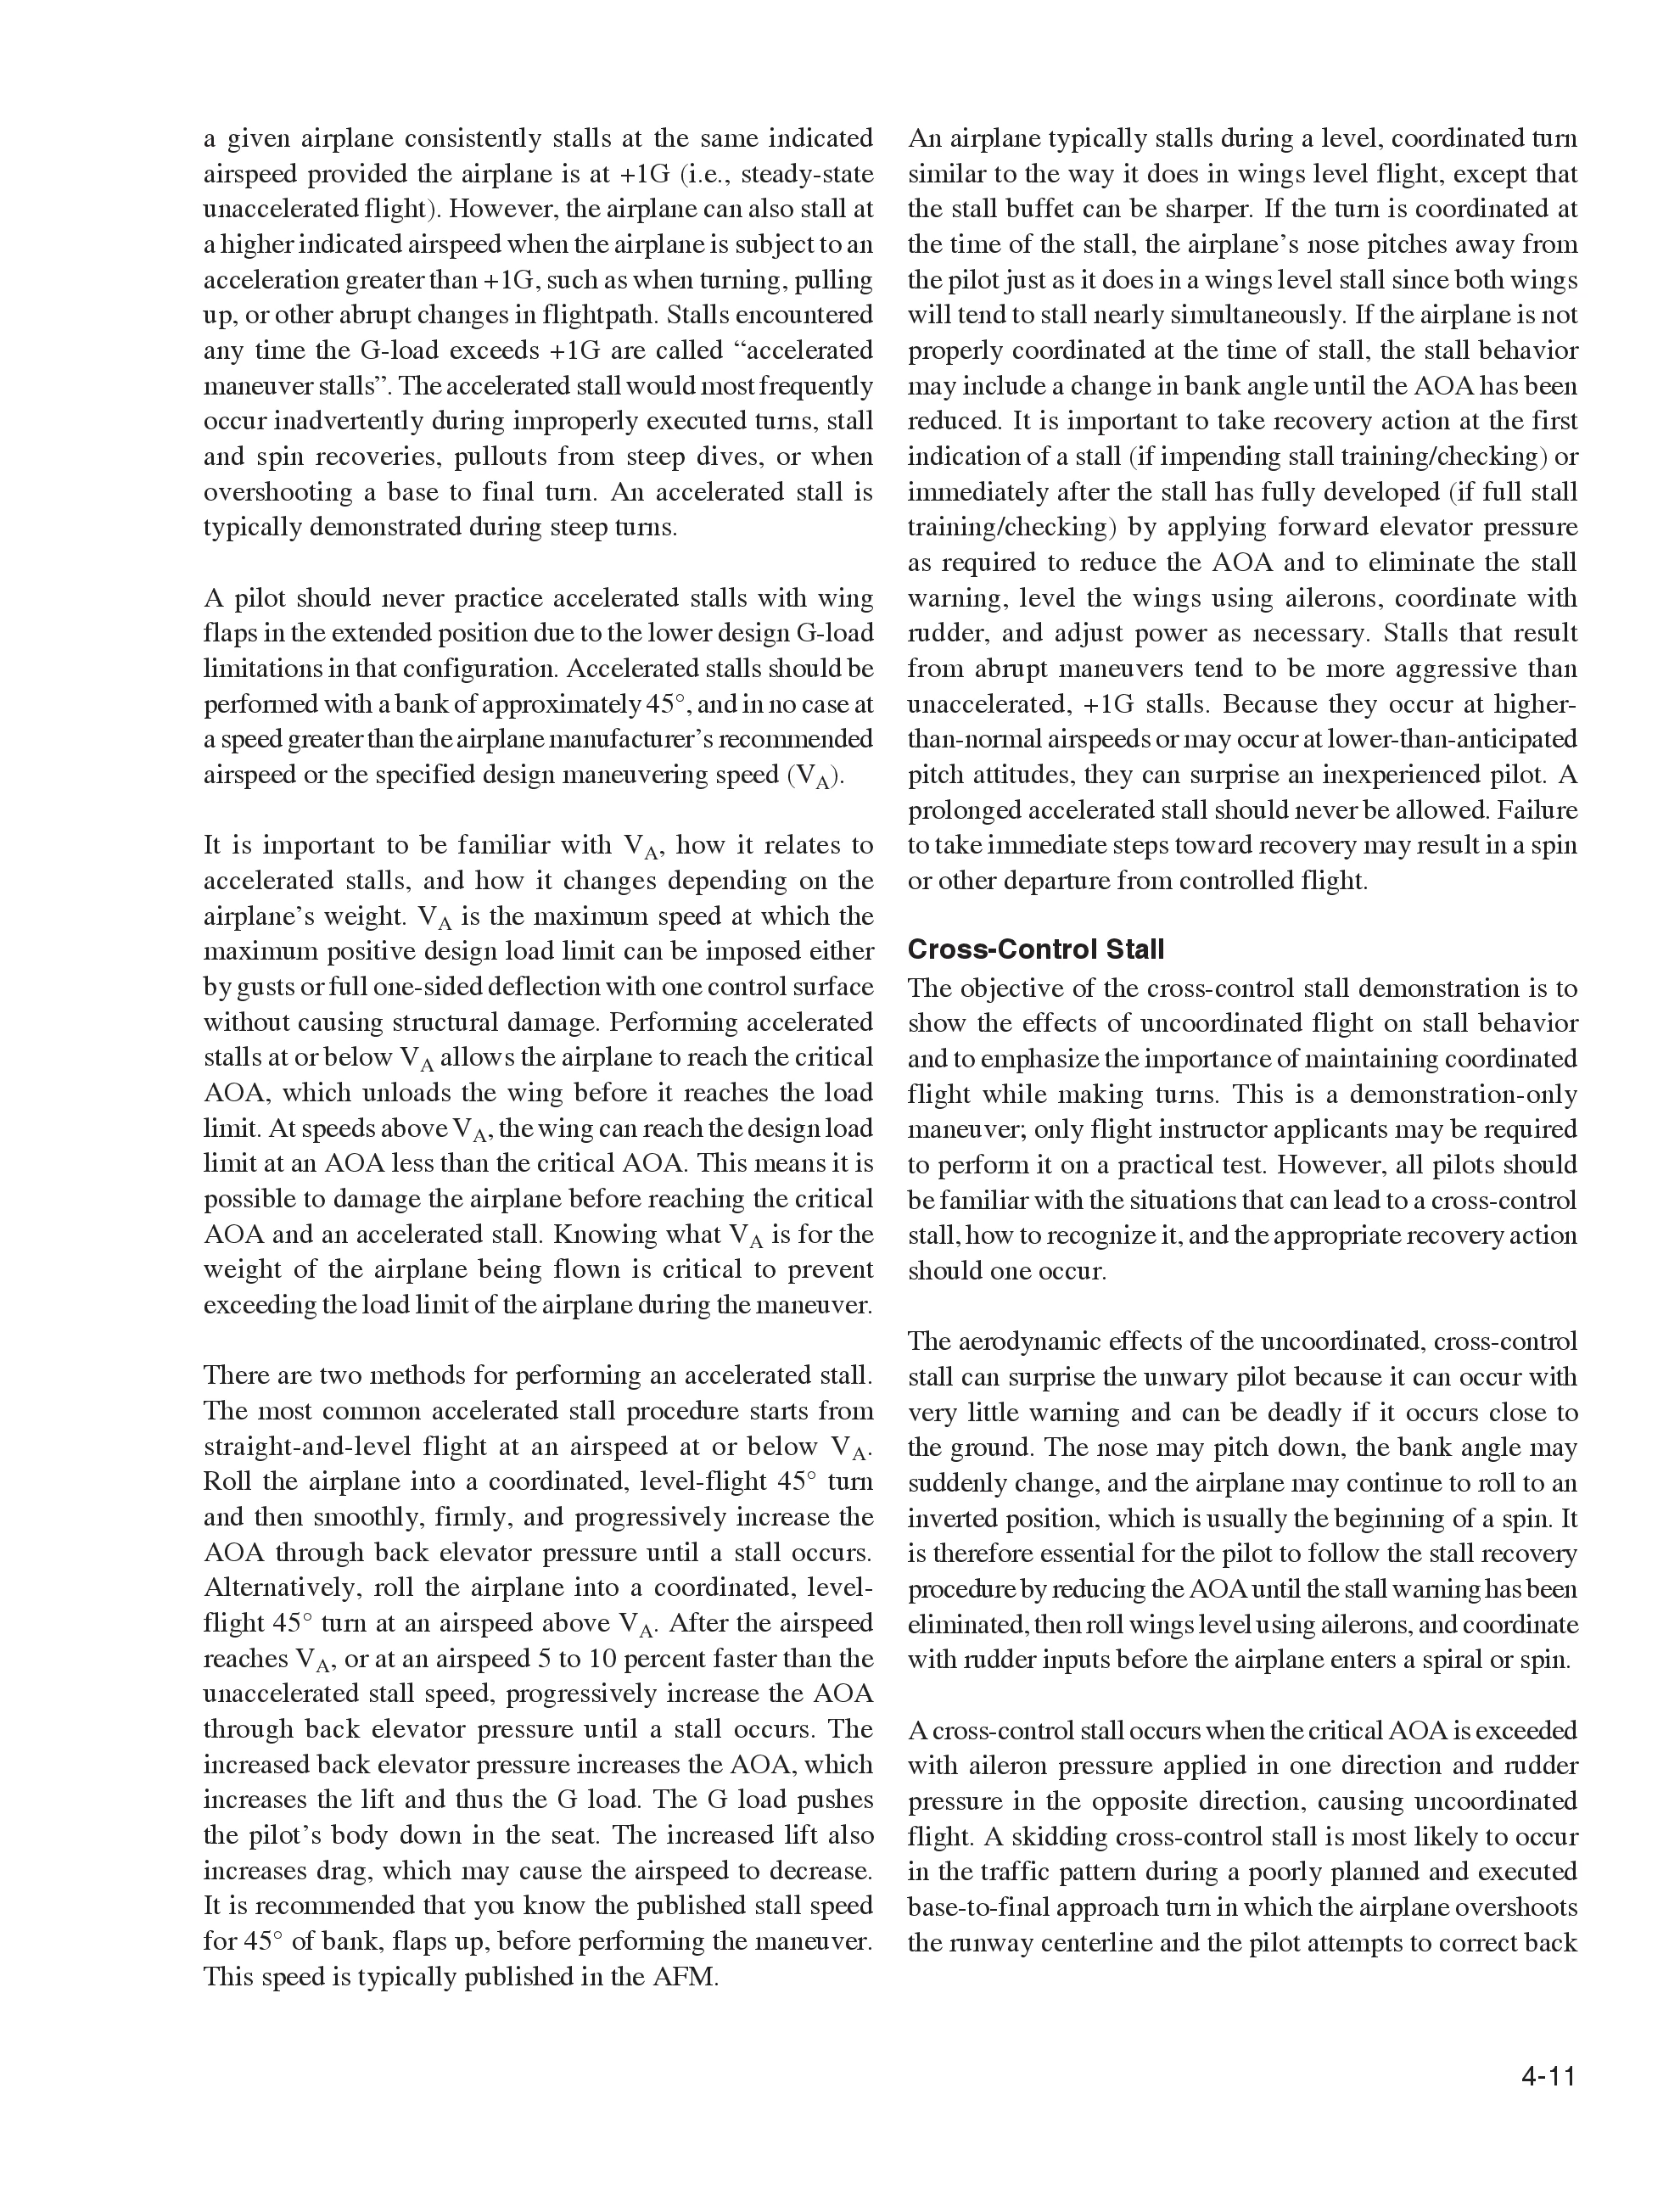 a given airplane consistently stalls at the same indicated
airspeed provided the airplane is at +1G (i.e., steady-state
unaccelerated flight). However, the airplane can also stall at
a higher indicated airspeed when the airplane is subject to an
acceleration greater than +1G, such as when turning, pulling
up, or other abrupt changes in flightpath. Stalls encountered
any time the G-load exceeds +1G are called “accelerated
maneuver stalls”. The accelerated stall would most frequently
occur inadvertently during improperly executed turns, stall
and spin recoveries, pullouts from steep dives, or when
overshooting a base to final turn. An accelerated stall is
typically demonstrated during steep turns.

A pilot should never practice accelerated stalls with wing
flaps in the extended position due to the lower design G-load
limitations in that configuration. Accelerated stalls should be
performed with a bank of approximately 45°, and in no case at
a speed greater than the airplane manufacturer’s recommended
airspeed or the specified design maneuvering speed (VA).

It is important to be familiar with VA, how it relates to
accelerated stalls, and how it changes depending on the
airplane’s weight. VA is the maximum speed at which the
maximum positive design load limit can be imposed either
by gusts or full one-sided deflection with one control surface
without causing structural damage. Performing accelerated
stalls at or below VA allows the airplane to reach the critical
AOA, which unloads the wing before it reaches the load
limit. At speeds above VA, the wing can reach the design load
limit at an AOA less than the critical AOA. This means it is
possible to damage the airplane before reaching the critical
AOA and an accelerated stall. Knowing what VA is for the
weight of the airplane being flown is critical to prevent
exceeding the load limit of the airplane during the maneuver.

There are two methods for performing an accelerated stall.
The most common accelerated stall procedure starts from
straight-and-level flight at an airspeed at or below VA.
Roll the airplane into a coordinated, level-flight 45° turn
and then smoothly, firmly, and progressively increase the
AOA through back elevator pressure until a stall occurs.
Alternatively, roll the airplane into a coordinated, level-
flight 45° turn at an airspeed above VA. After the airspeed
reaches VA, or at an airspeed 5 to 10 percent faster than the
unaccelerated stall speed, progressively increase the AOA
through back elevator pressure until a stall occurs. The
increased back elevator pressure increases the AOA, which
increases the lift and thus the G load. The G load pushes
the pilot’s body down in the seat. The increased lift also
increases drag, which may cause the airspeed to decrease.
It is recommended that you know the published stall speed
for 45° of bank, flaps up, before performing the maneuver.
This speed is typically published in the AFM.

An airplane typically stalls during a level, coordinated turn
similar to the way it does in wings level flight, except that
the stall buffet can be sharper. If the turn is coordinated at
the time of the stall, the airplane’s nose pitches away from
the pilot just as it does in a wings level stall since both wings
will tend to stall nearly simultaneously. If the airplane is not
properly coordinated at the time of stall, the stall behavior
may include a change in bank angle until the AOA has been
reduced. It is important to take recovery action at the first
indication of a stall (if impending stall training/checking) or
immediately after the stall has fully developed (if full stall
training/checking) by applying forward elevator pressure
as required to reduce the AOA and to eliminate the stall
warning, level the wings using ailerons, coordinate with
rudder, and adjust power as necessary. Stalls that result
from abrupt maneuvers tend to be more aggressive than
unaccelerated, +1G stalls. Because they occur at higher-
than-normal airspeeds or may occur at lower-than-anticipated
pitch attitudes, they can surprise an inexperienced pilot. A
prolonged accelerated stall should never be allowed. Failure
to take immediate steps toward recovery may result in a spin
or other departure from controlled flight.

Cross-Control Stall
The objective of the cross-control stall demonstration is to
show the effects of uncoordinated flight on stall behavior
and to emphasize the importance of maintaining coordinated
flight while making turns. This is a demonstration-only
maneuver; only flight instructor applicants may be required
to perform it on a practical test. However, all pilots should
be familiar with the situations that can lead to a cross-control
stall, how to recognize it, and the appropriate recovery action
should one occur.

The aerodynamic effects of the uncoordinated, cross-control
stall can surprise the unwary pilot because it can occur with
very little warning and can be deadly if it occurs close to
the ground. The nose may pitch down, the bank angle may
suddenly change, and the airplane may continue to roll to an
inverted position, which is usually the beginning of a spin. It
is therefore essential for the pilot to follow the stall recovery
procedure by reducing the AOA until the stall warning has been
eliminated, then roll wings level using ailerons, and coordinate
with rudder inputs before the airplane enters a spiral or spin.

A cross-control stall occurs when the critical AOA is exceeded
with aileron pressure applied in one direction and rudder
pressure in the opposite direction, causing uncoordinated
flight. A skidding cross-control stall is most likely to occur
in the traffic pattern during a poorly planned and executed
base-to-final approach turn in which the airplane overshoots
the runway centerline and the pilot attempts to correct back

4-11